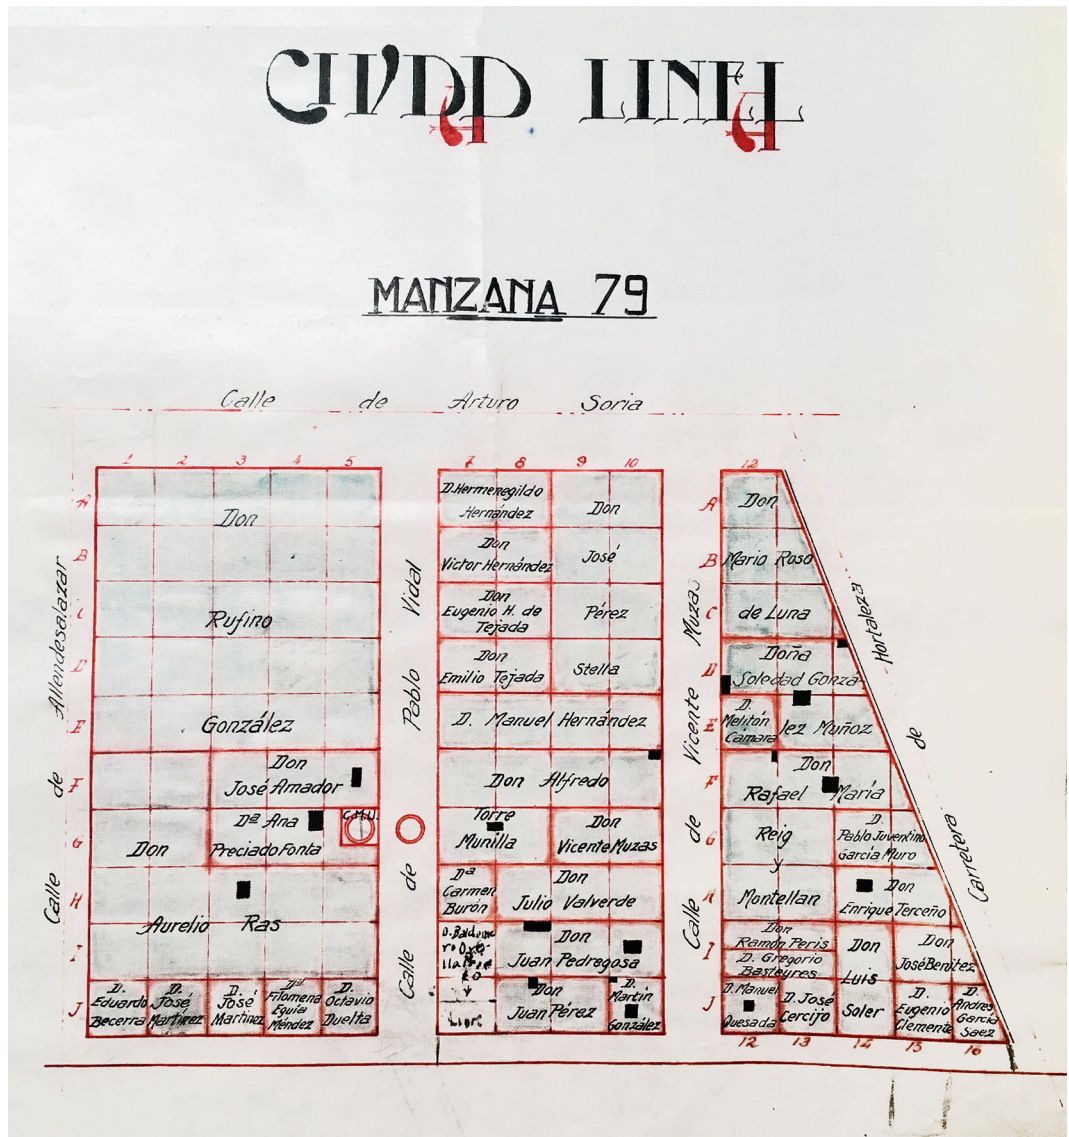 CIUDAD LINEAL
MANZANA 79
Calle de Arturo Soria
1 2 3 4 5
7 8 9 10
12
A
B
C
D
E
F
G
H
I
J
Calle de Allendesalazar
Don
Rufino
González
Don
José Amador
Dª Ana
Preciado Fonta
C.M.U.
Don
Aurelio Ras
D.
Eduardo
Becerra
D.
José
Martínez
D.
José
Martínez
Dª
Filomena
Eguia
Méndez
D.
Octavio
Duelta
Calle de Pablo Vidal
D. Hermenegildo
Hernández
Don
Victor Hernández
Don
Eugenio H. de
Tejada
Don
Emilio Tejada
Don
José
Pérez
Stella
D. Manuel Hernández
Don Alfredo
Torre
Munilla
Don
Vicente Muzas
Dª
Carmen
Burón
Don
Julio Valverde
Don
Juan Pedregosa
Don
Juan Pérez
D.
Martín
González
Calle de Vicente Muzas
A
B
C
D
E
F
G
H
I
J
Don
Mario Roso
de Luna
Doña
Soledad Gonza-
lez Muñoz
D.
Melitón
Cámara
Don
Rafael María
Reig
y
Montellan
D.
Pablo Juventino
García Muro
Don
Enrique Terceño
Don
Ramón Peris
D. Gregorio
Basteyres
Don
Luis
Soler
Don
José Benítez
D. Manuel
Quesada
D. José
Cercijo
D.
Eugenio
Clemente
D.
Andres
García
Saez
12 13 14 15 16
Carretera de Hortaleza